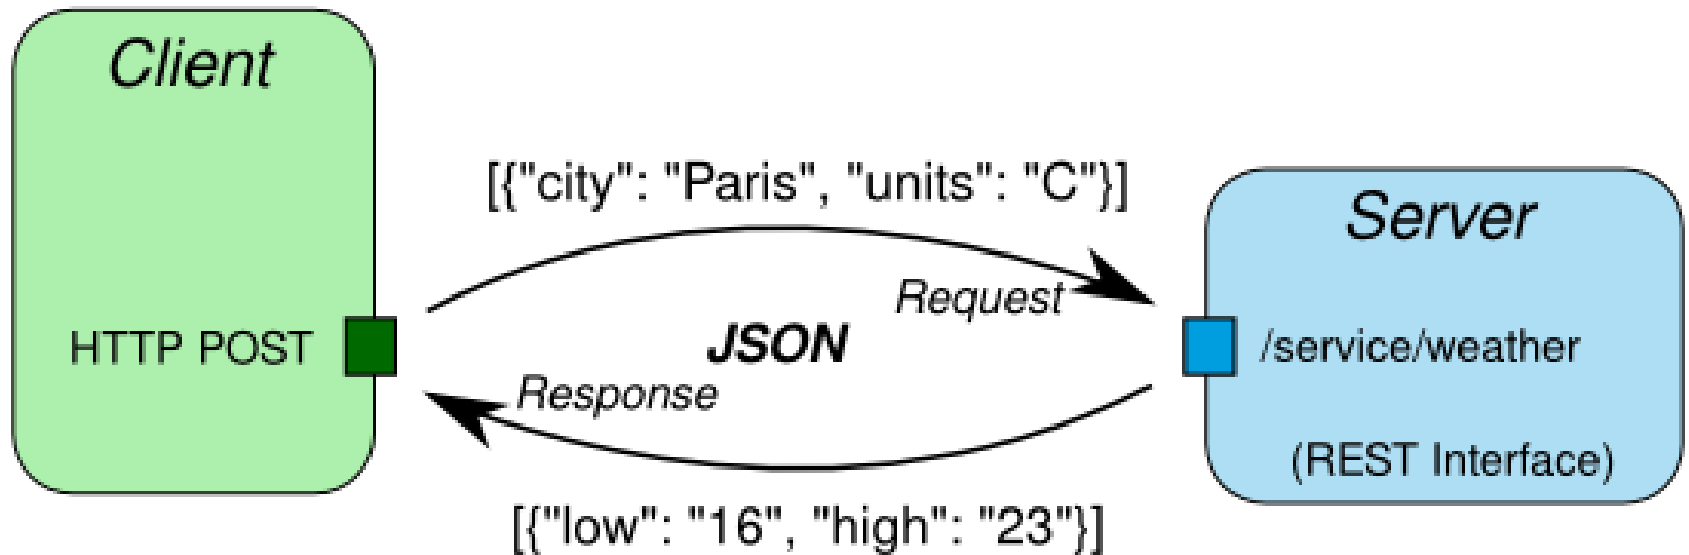 Client
[{"city": "Paris", "units": "C"}]
Server
Request
HTTP POST
JSON
/service/weather
Response
(REST Interface)
[{"low": "16", "high": "23"}]